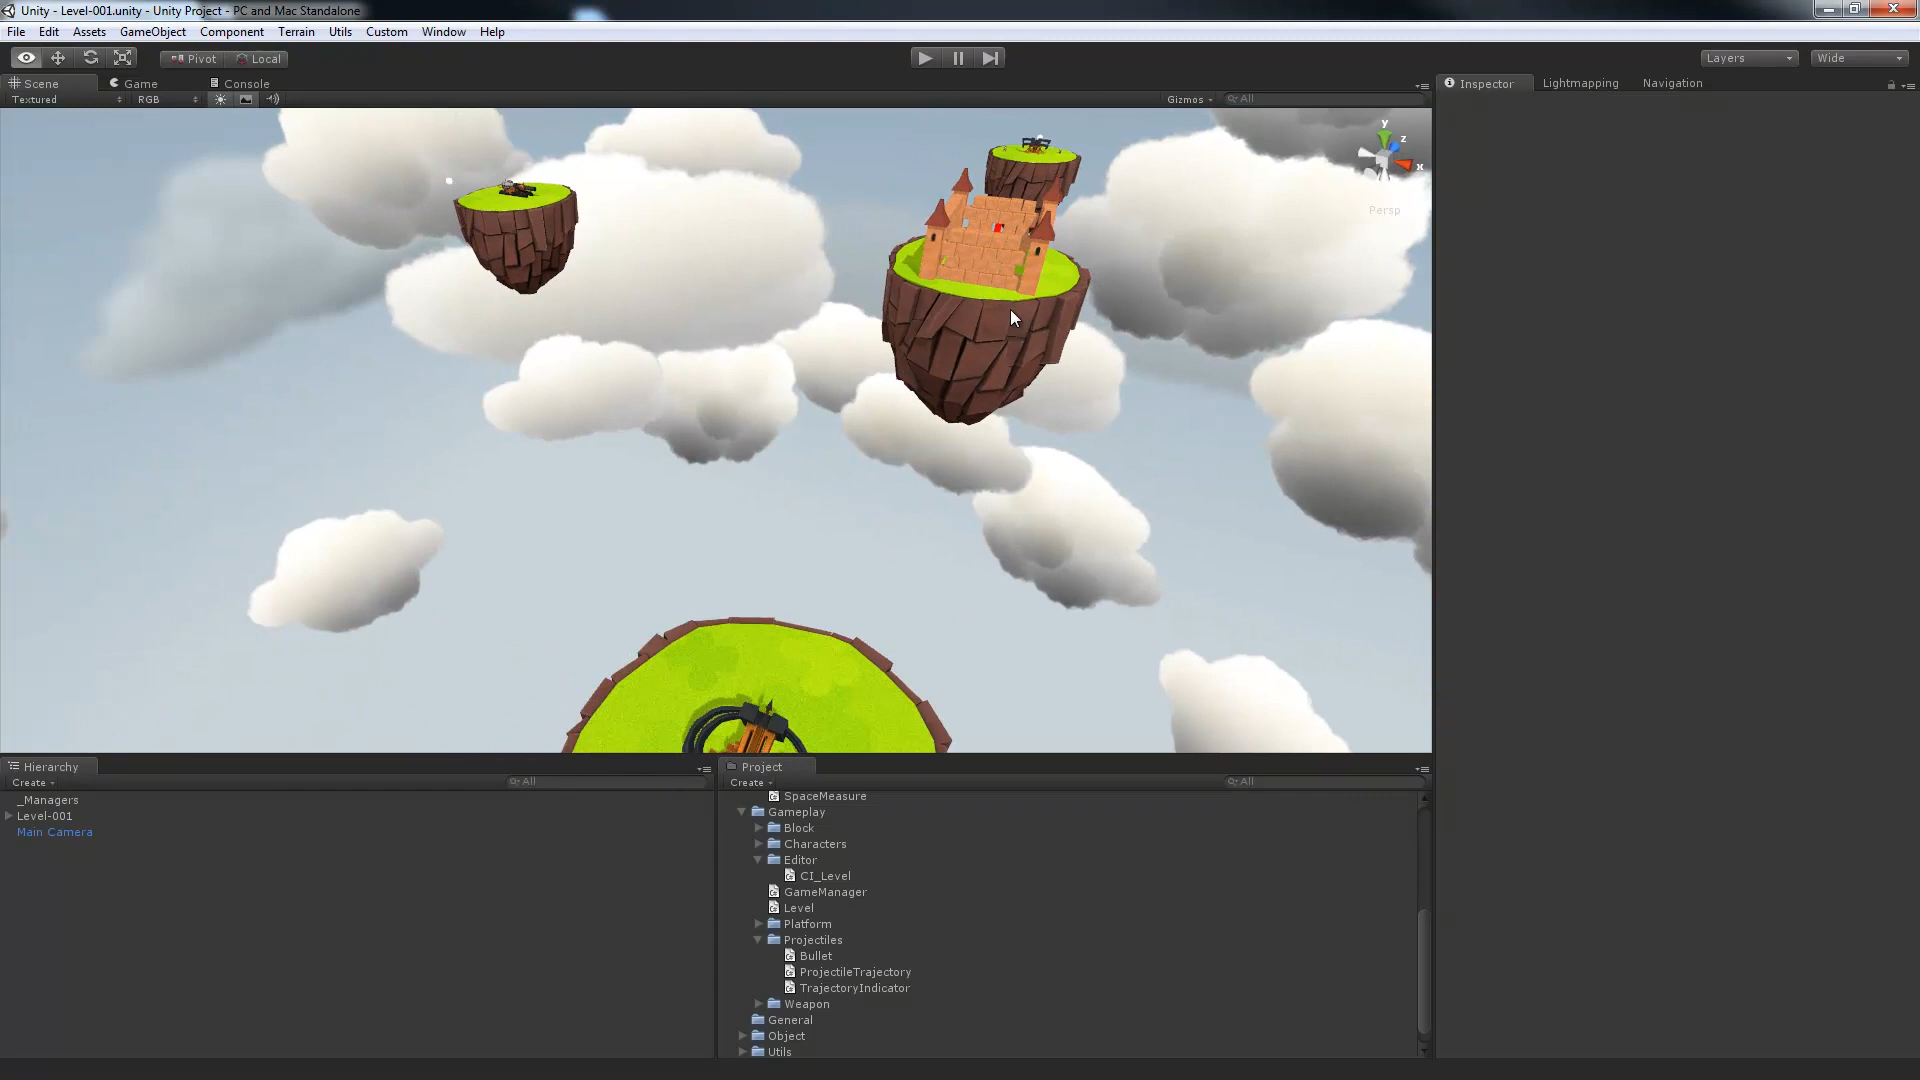 Unity - Level-001.unity - Unity Project - PC and Mac Standalone
File Edit Assets GameObject Component Terrain Utils Custom Window Help
Pivot Local Layers Wide
Scene Game Console Inspector Lightmapping Navigation
Textured RGB Gizmos All
y
z
x
Persp
Hierarchy
Create All
_Managers
Level-001
Main Camera
Project
Create All
SpaceMeasure
Gameplay
Block
Characters
Editor
CI_Level
GameManager
Level
Platform
Projectiles
Bullet
ProjectileTrajectory
TrajectoryIndicator
Weapon
General
Object
Utils